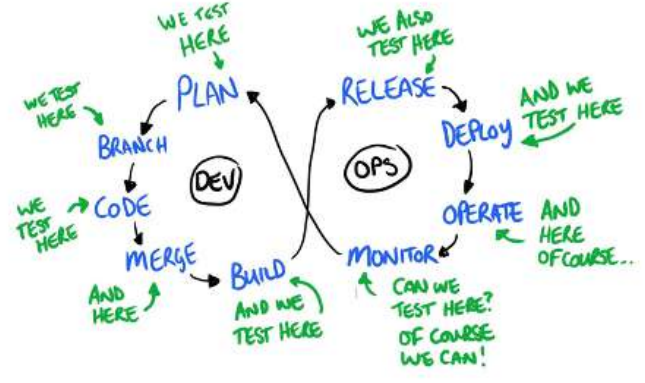 WE TEST
HERE
PLAN
WE TEST
HERE
BRANCH
WE
TEST
HERE
CODE
MERGE
AND
HERE
BUILD
AND WE
TEST HERE
DEV
WE ALSO
TEST HERE
RELEASE
AND WE
TEST HERE
DEPLOY
OPS
OPERATE
AND
HERE
OFCOURSE..
MONITOR
CAN WE
TEST HERE?
OF COURSE
WE CAN!